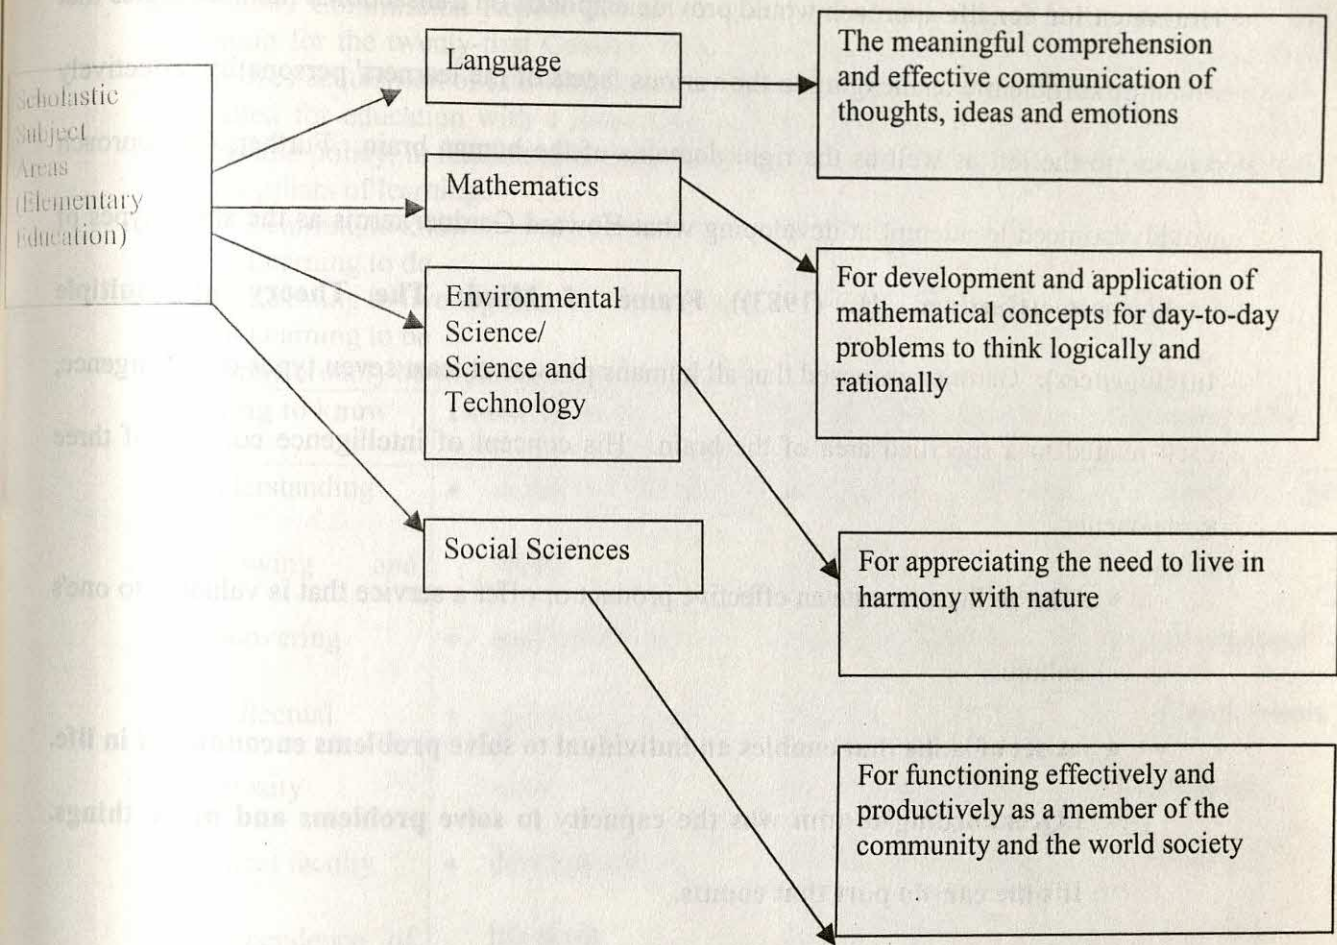 Scholastic
Subject
Areas
(Elementary
Education)
Language
Mathematics
Environmental
Science/
Science and
Technology
Social Sciences
The meaningful comprehension
and effective communication of
thoughts, ideas and emotions
For development and application of
mathematical concepts for day-to-day
problems to think logically and
rationally
For appreciating the need to live in
harmony with nature
For functioning effectively and
productively as a member of the
community and the world society